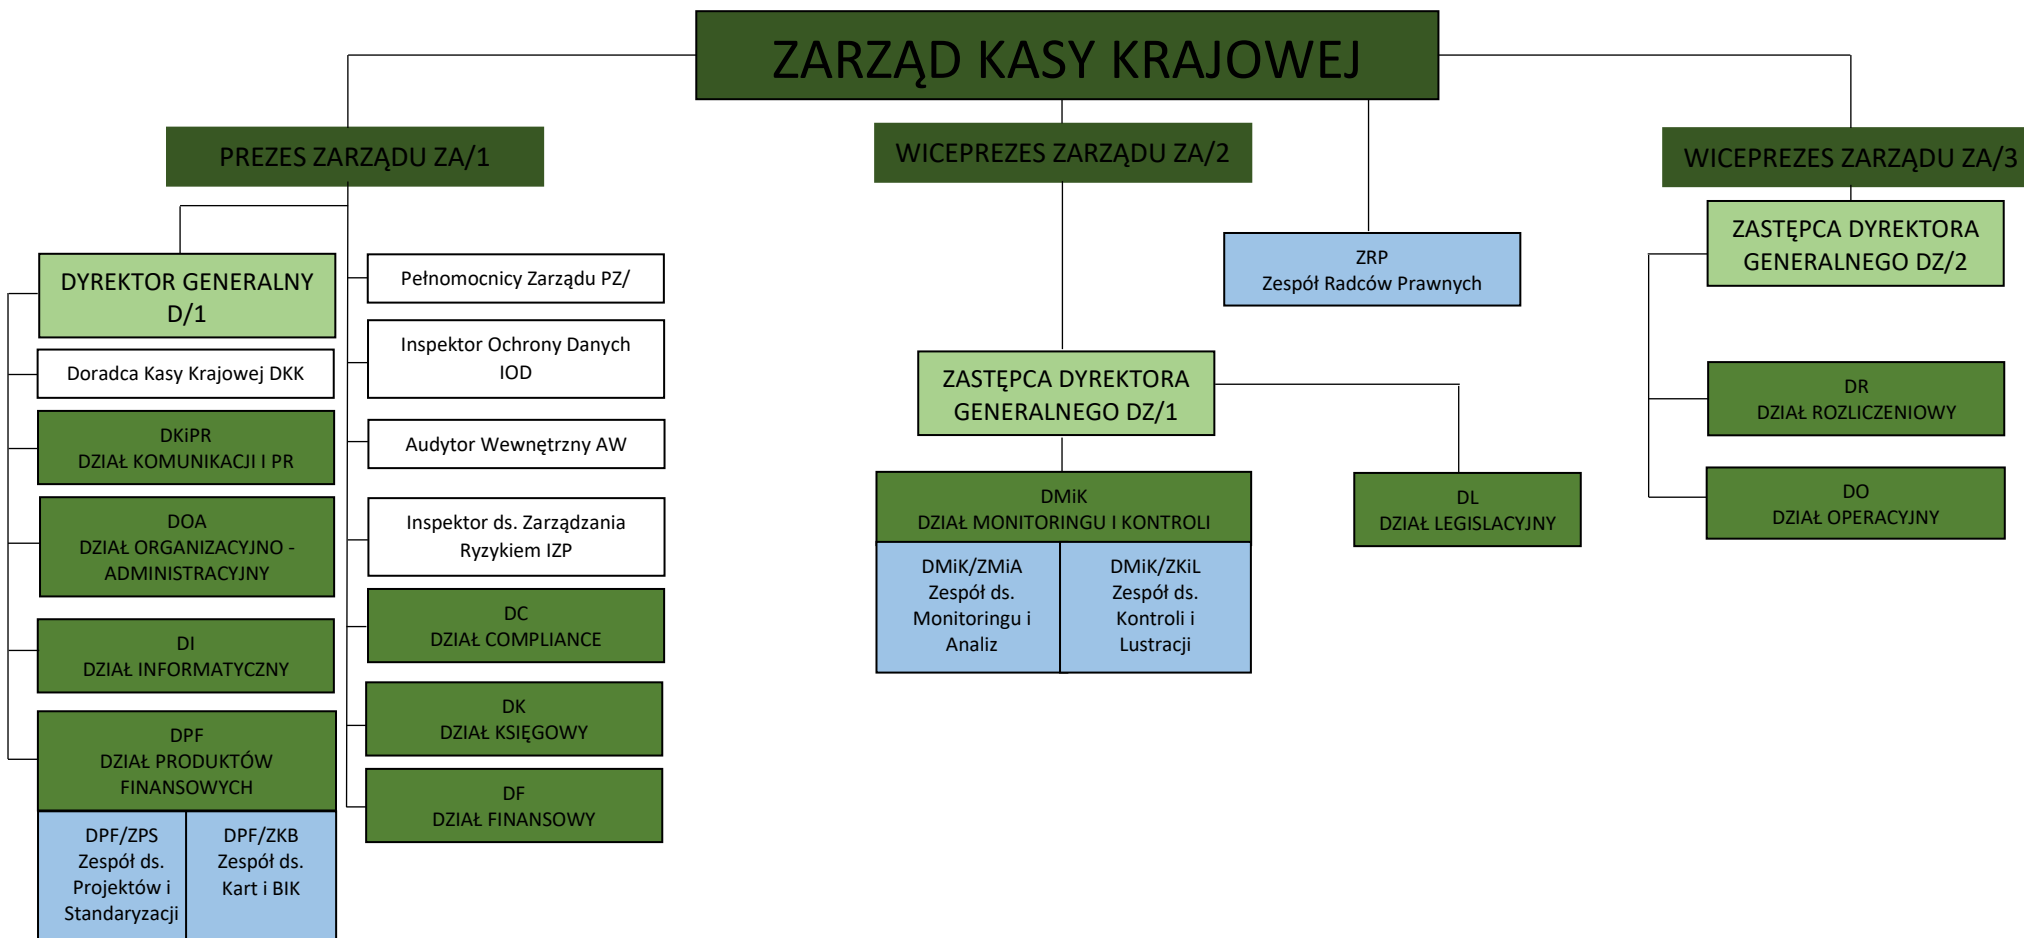 ZARZĄD KASY KRAJOWEJ
PREZES ZARZĄDU ZA/1
WICEPREZES ZARZĄDU ZA/2
WICEPREZES ZARZĄDU ZA/3
DYREKTOR GENERALNY
D/1
Doradca Kasy Krajowej DKK
DKiPR
DZIAŁ KOMUNIKACJI I PR
DOA
DZIAŁ ORGANIZACYJNO -
ADMINISTRACYJNY
DI
DZIAŁ INFORMATYCZNY
DPF
DZIAŁ PRODUKTÓW
FINANSOWYCH
DPF/ZPS
Zespół ds.
Projektów i
Standaryzacji
DPF/ZKB
Zespół ds.
Kart i BIK
Pełnomocnicy Zarządu PZ/
Inspektor Ochrony Danych
IOD
Audytor Wewnętrzny AW
Inspektor ds. Zarządzania
Ryzykiem IZP
DC
DZIAŁ COMPLIANCE
DK
DZIAŁ KSIĘGOWY
DF
DZIAŁ FINANSOWY
ZASTĘPCA DYREKTORA
GENERALNEGO DZ/1
DMiK
DZIAŁ MONITORINGU I KONTROLI
DMiK/ZMiA
Zespół ds.
Monitoringu i
Analiz
DMiK/ZKiL
Zespół ds.
Kontroli i
Lustracji
DL
DZIAŁ LEGISLACYJNY
ZRP
Zespół Radców Prawnych
ZASTĘPCA DYREKTORA
GENERALNEGO DZ/2
DR
DZIAŁ ROZLICZENIOWY
DO
DZIAŁ OPERACYJNY